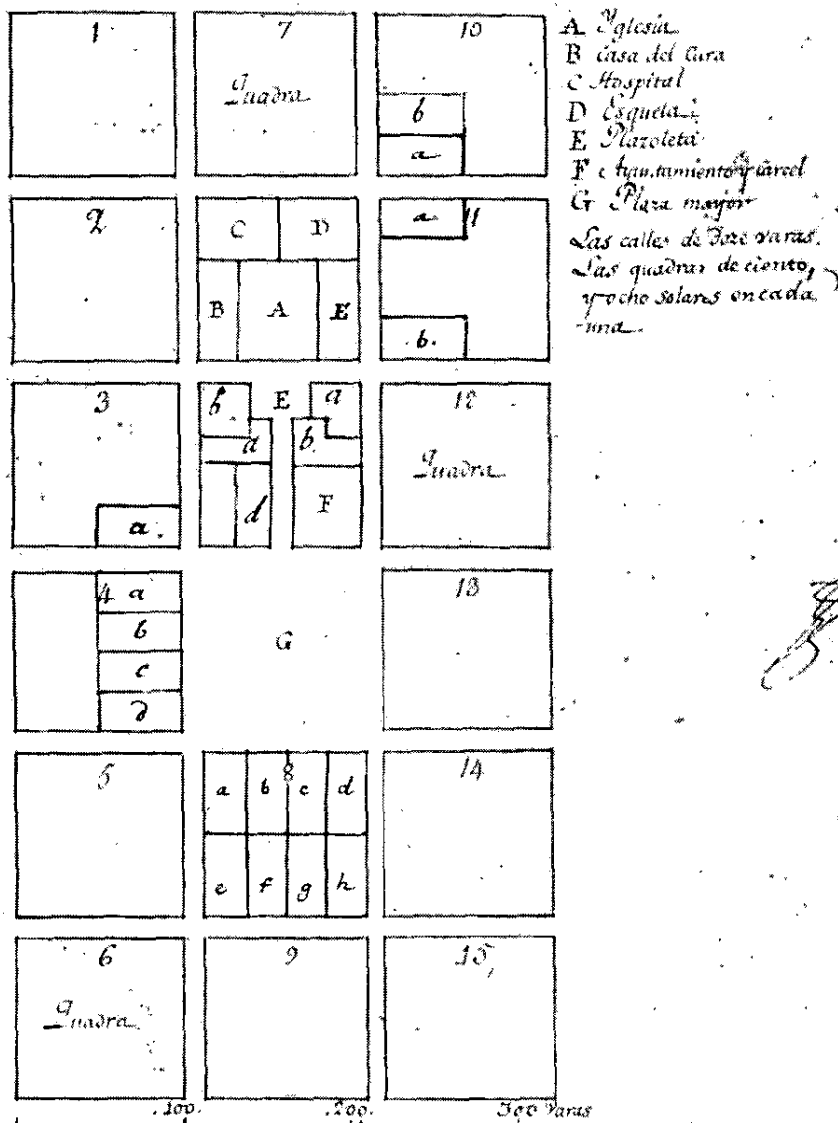 1 7 10
Quadra
b
a
A Yglesia
B Casa del Cura
C Hospital
D Esquela
E Plazoleta
F Ayuntamiento y Carcel
G Plaza mayor
Las calles de Doze varas.
Las quadras de ciento,
y ocho solares en cada
una.
2 C D a 11
B A E b.
3 b E a 12
a b. Quadra
a. d F
4 a G 13
b
c
d
5 8 14
a b c d
e f g h
6 9 15
Quadra
100. 200. 300 Varas